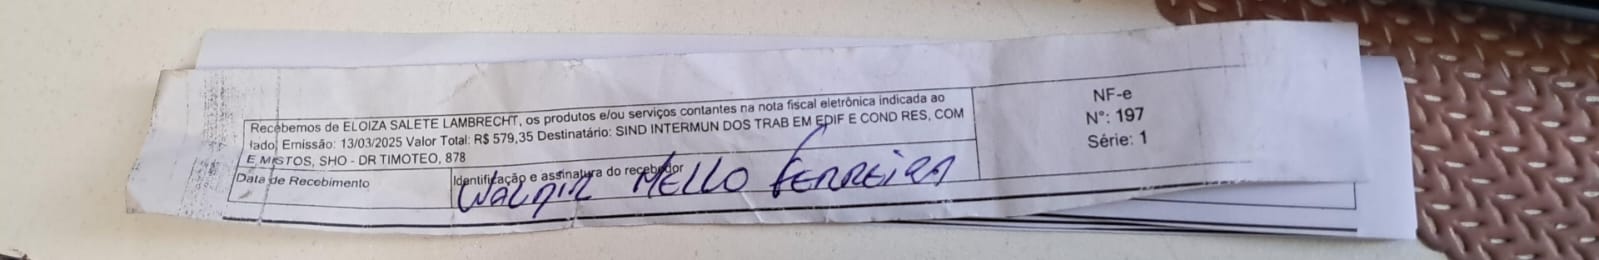 Recebemos de ELOIZA SALETE LAMBRECHT, os produtos e/ou serviços contantes na nota fiscal eletrônica indicada ao
lado. Emissão: 13/03/2025 Valor Total: R$ 579,35 Destinatário: SIND INTERMUN DOS TRAB EM EDIF E COND RES, COM
E MISTOS, SHO - DR TIMOTEO, 878
Data de Recebimento
Identificação e assinatura do recebedor
WALDIR MELLO FERREIRA
NF-e
N°: 197
Série: 1